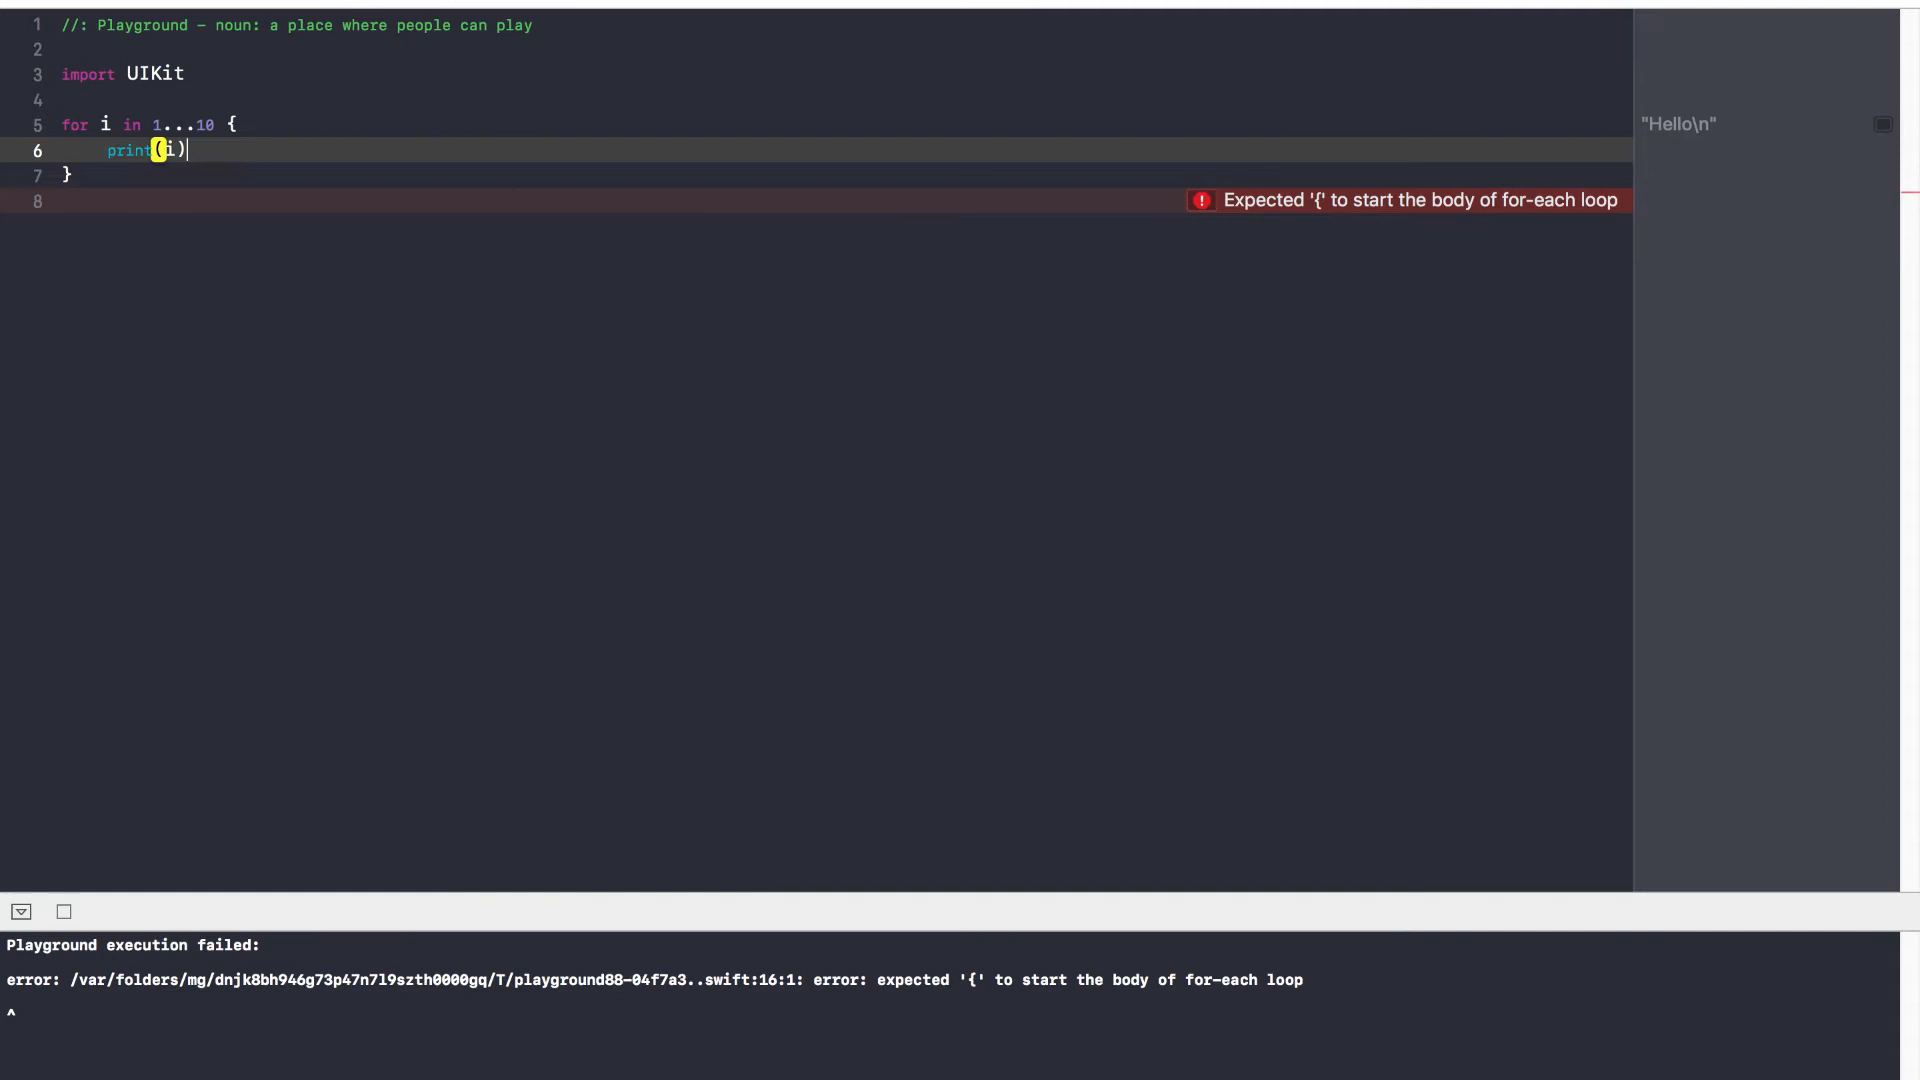 1 //: Playground - noun: a place where people can play
2
3 import UIKit
4
5 for i in 1...10 {
"Hello\n"
6 print(i)
7 }
8 Expected '{' to start the body of for-each loop
Playground execution failed:
error: /var/folders/mg/dnjk8bh946g73p47n7l9szth0000gq/T/playground88-04f7a3..swift:16:1: error: expected '{' to start the body of for-each loop
^